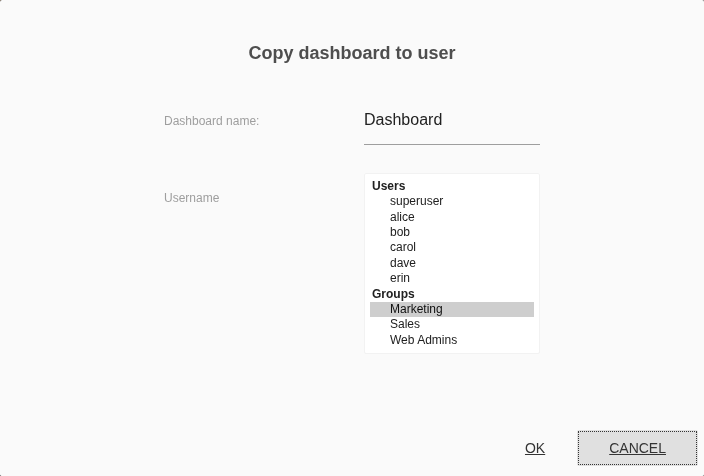 Copy dashboard to user
Dashboard name:
Dashboard
Username
Users
superuser
alice
bob
carol
dave
erin
Groups
Marketing
Sales
Web Admins
OK
CANCEL